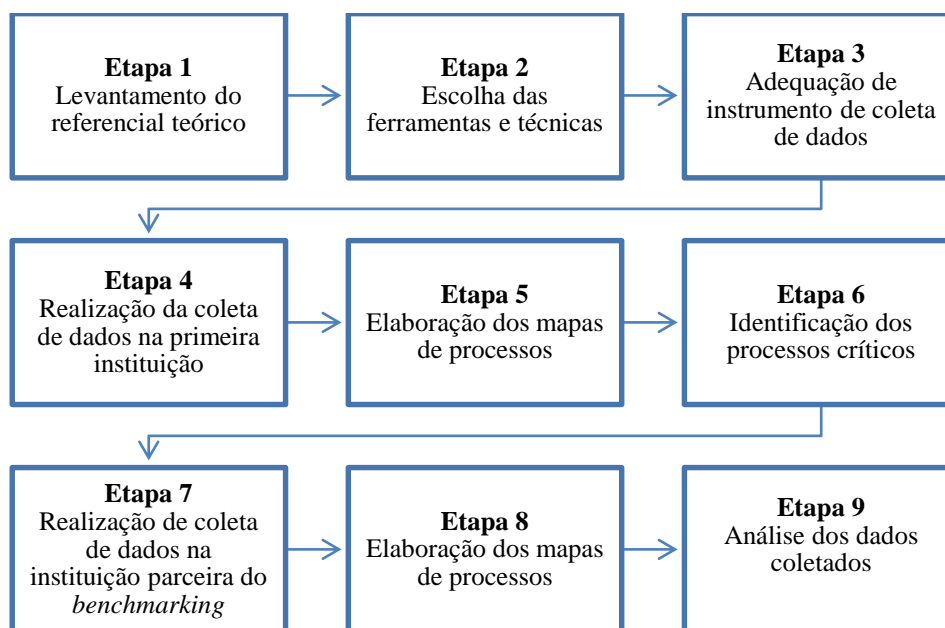 Etapa 1
Levantamento do
referencial teórico
Etapa 2
Escolha das
ferramentas e técnicas
Etapa 3
Adequação de
instrumento de coleta
de dados
Etapa 4
Realização da coleta
de dados na primeira
instituição
Etapa 5
Elaboração dos mapas
de processos
Etapa 6
Identificação dos
processos críticos
Etapa 7
Realização de coleta
de dados na
instituição parceira do
benchmarking
Etapa 8
Elaboração dos mapas
de processos
Etapa 9
Análise dos dados
coletados